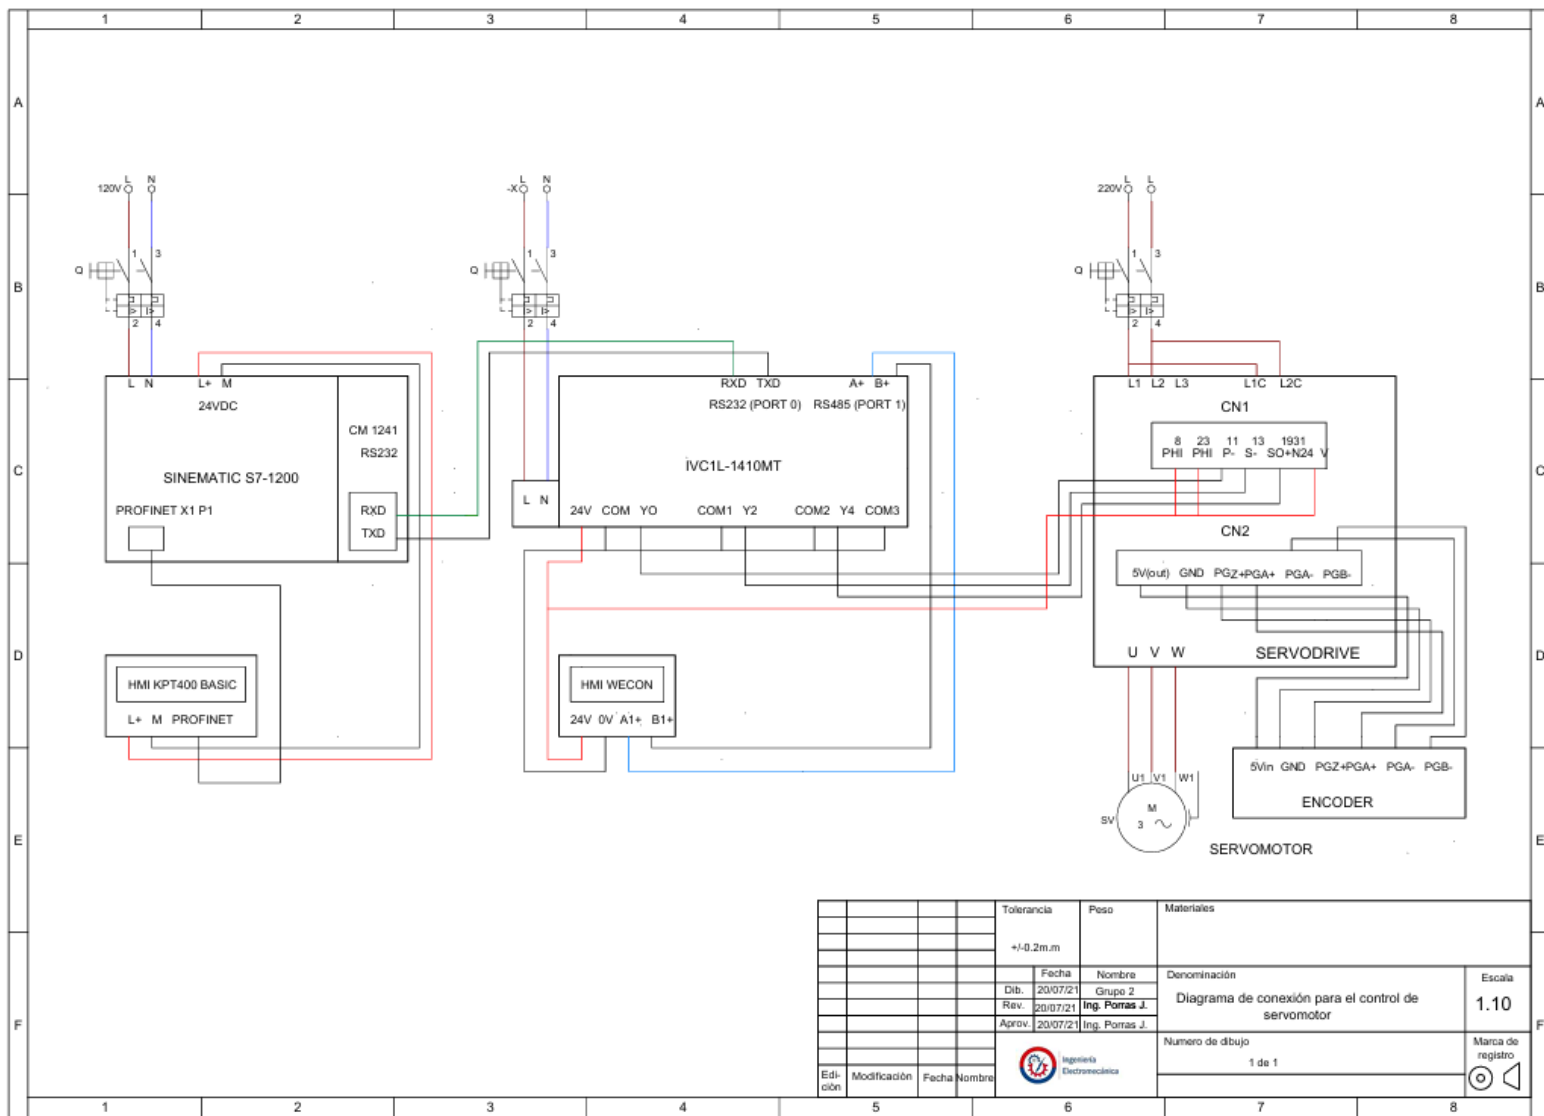 1 2 3 4 5 6 7 8
A A
L N L N L L
120V -X 220V
1 3 1 3 1 3
Q Q Q
B B
I> I> I>
2 4 2 4 2 4
L N L+ M RXD TXD A+ B+ L1 L2 L3 L1C L2C
24VDC RS232 (PORT 0) RS485 (PORT 1) CN1
CM 1241
RS232
8 23 11 13 1931
PHI PHI P- S- SO+N24 V
C C
SINEMATIC S7-1200 IVC1L-1410MT
L N
PROFINET X1 P1 RXD 24V COM YO COM1 Y2 COM2 Y4 COM3
TXD CN2
5V(out) GND PGZ+PGA+ PGA- PGB-
D D
U V W SERVODRIVE
HMI KPT400 BASIC HMI WECON
L+ M PROFINET 24V 0V A1+ B1+
5Vin GND PGZ+PGA+ PGA- PGB-
ENCODER
U1 V1 W1
M
SV 3
E E
SERVOMOTOR
Tolerancia Peso Materiales
+/-0.2m.m
Fecha Nombre Denominación Escala
Dib. 20/07/21 Grupo 2
Diagrama de conexión para el control de
servomotor
1.10
Rev. 20/07/21 Ing. Porras J.
Aprov. 20/07/21 Ing. Porras J.
F F
Numero de dibujo Marca de
registro
1 de 1
Ingeniería
Electromecánica
Edi-
ción Modificación Fecha Nombre
1 2 3 4 5 6 7 8